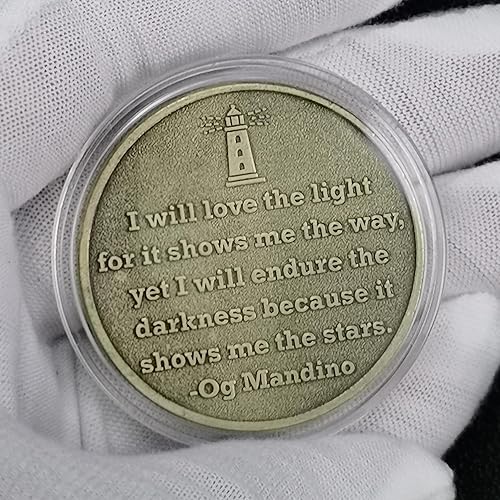 I will love the light
for it shows me the way,
yet I will endure the
darkness because it
shows me the stars.
-Og Mandino